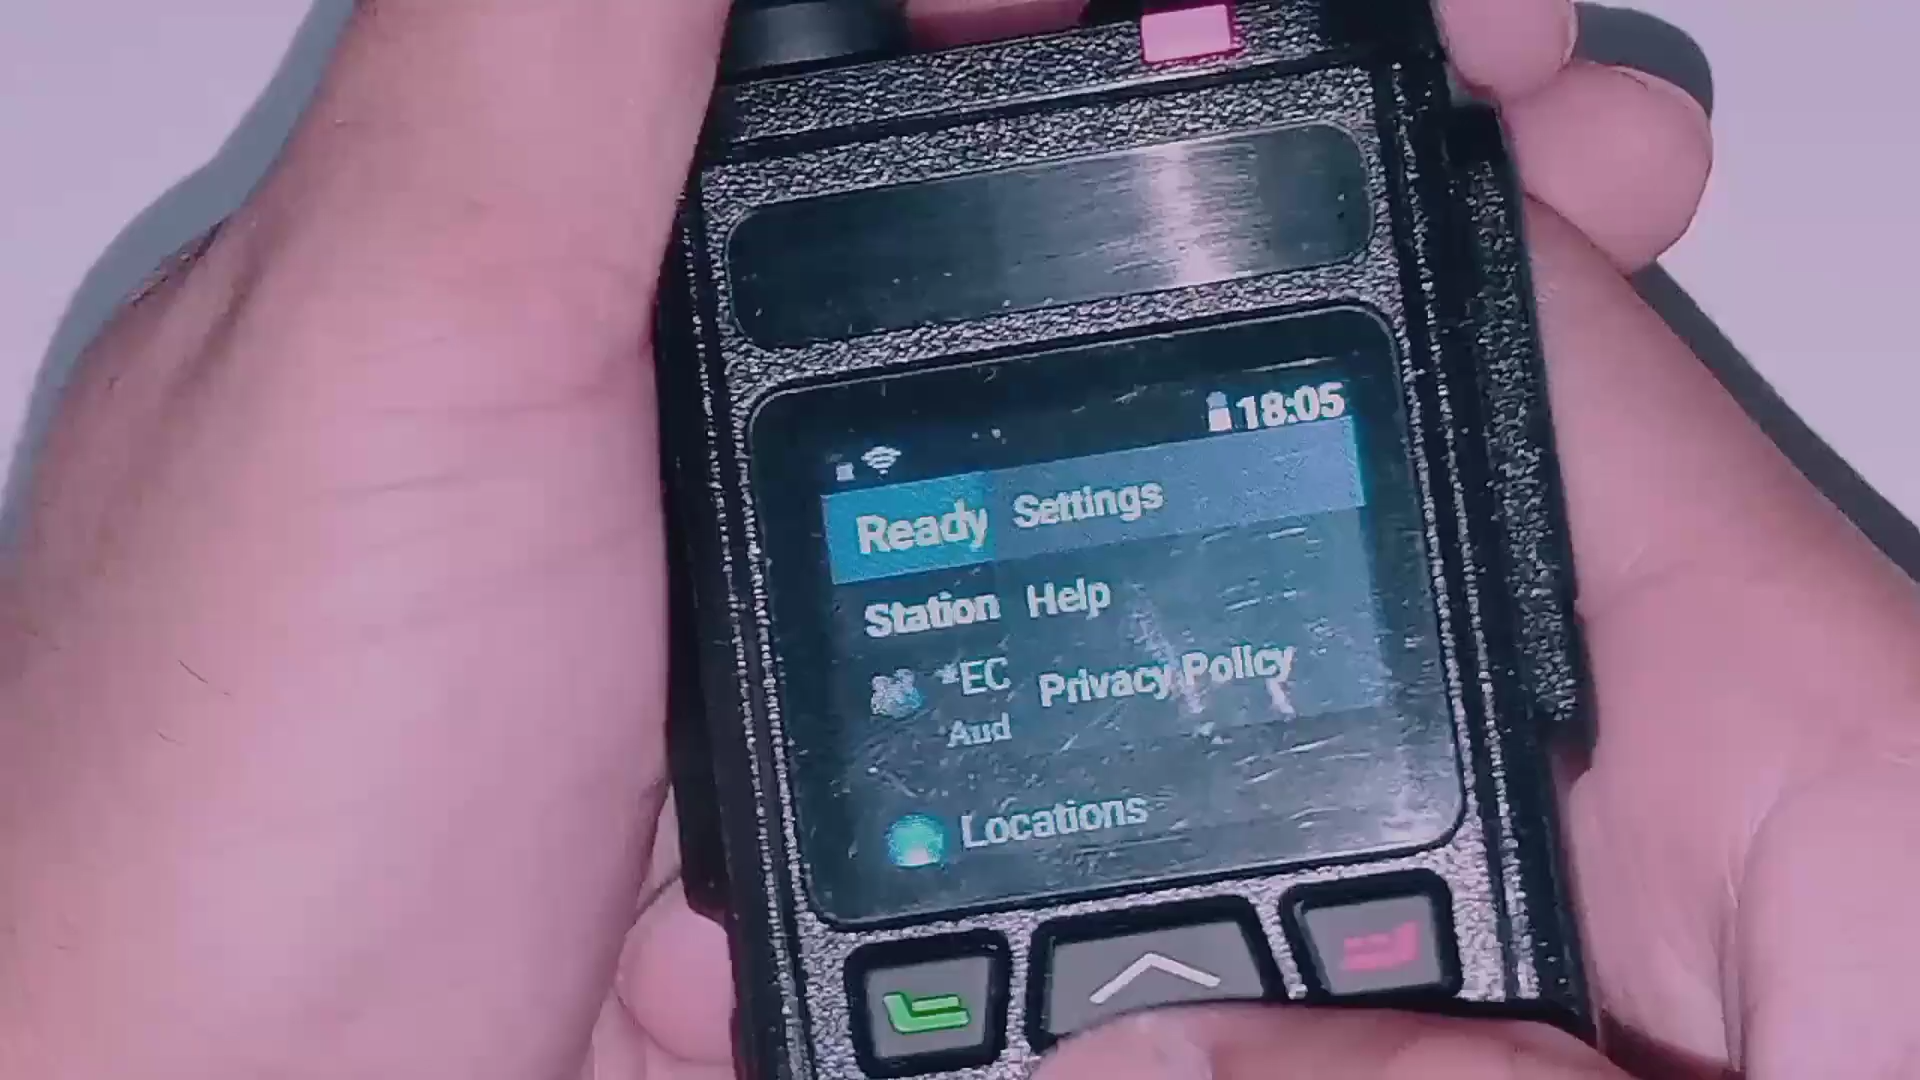 18:05
Ready Settings
Station Help
*EC Privacy Policy
Aud
Locations